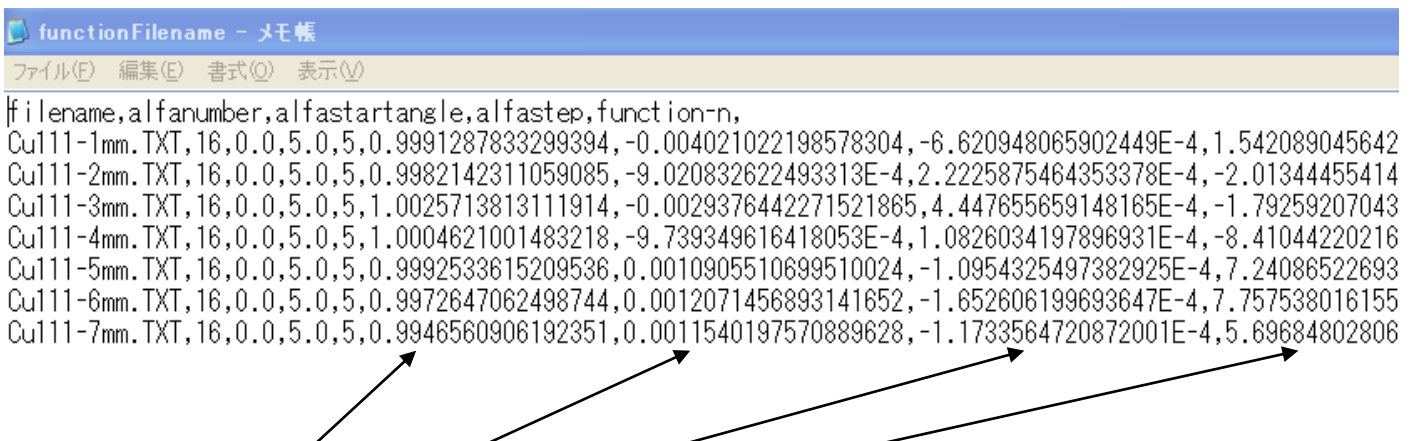 functionFilename - メモ帳
ファイル(F) 編集(E) 書式(O) 表示(V)
filename,alfanumber,alfastartangle,alfastep,function-n,
Cu111-1mm.TXT,16,0.0,5.0,5,0.9991287833299394,-0.004021022198578304,-6.620948065902449E-4,1.542089045642
Cu111-2mm.TXT,16,0.0,5.0,5,0.9982142311059085,-9.020832622493313E-4,2.2225875464353378E-4,-2.01344455414
Cu111-3mm.TXT,16,0.0,5.0,5,1.0025713813111914,-0.0029376442271521865,4.447655659148165E-4,-1.79259207043
Cu111-4mm.TXT,16,0.0,5.0,5,1.0004621001483218,-9.739349616418053E-4,1.0826034197896931E-4,-8.41044220216
Cu111-5mm.TXT,16,0.0,5.0,5,0.9992533615209536,0.0010905510699510024,-1.0954325497382925E-4,7.24086522693
Cu111-6mm.TXT,16,0.0,5.0,5,0.9972647062498744,0.0012071456893141652,-1.652606199693647E-4,7.757538016155
Cu111-7mm.TXT,16,0.0,5.0,5,0.9946560906192351,0.0011540197570889628,-1.1733564720872001E-4,5.69684802806